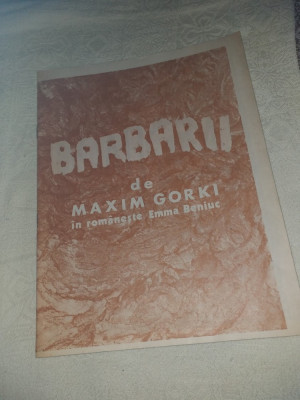 BARBARII
de
MAXIM GORKI
în românește Emma Beniuc